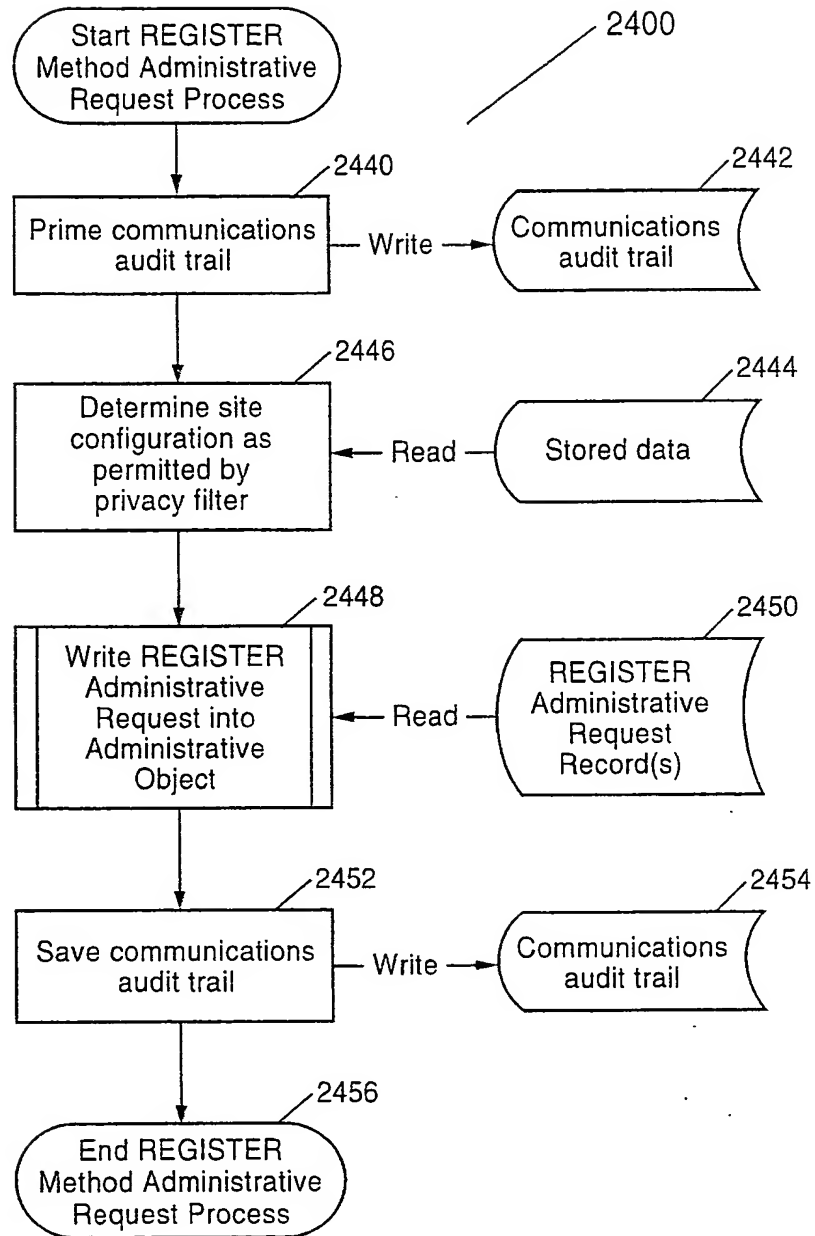 Start REGISTER
Method Administrative
Request Process
2400
2440
Prime communications
audit trail
Write
2442
Communications
audit trail
2446
Determine site
configuration as
permitted by
privacy filter
Read
2444
Stored data
2448
Write REGISTER
Administrative
Request into
Administrative
Object
Read
2450
REGISTER
Administrative
Request
Record(s)
2452
Save communications
audit trail
Write
2454
Communications
audit trail
2456
End REGISTER
Method Administrative
Request Process